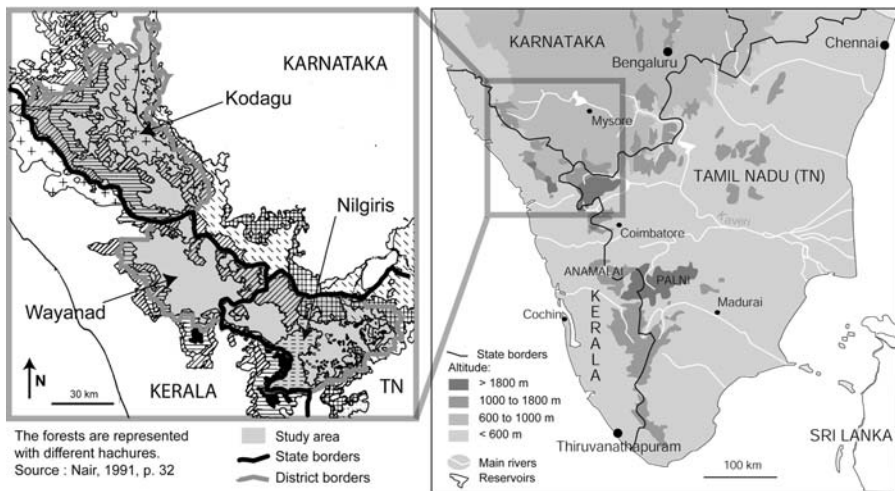 KARNATAKA
Kodagu
Nilgiris
Wayanad
N
30 km
KERALA
TN
The forests are represented
with different hachures.
Source : Nair, 1991, p. 32
Study area
State borders
District borders
KARNATAKA
Bengaluru
Chennai
Mysore
TAMIL NADU (TN)
Kaveri
Coimbatore
ANAMALAI
PALNI
Madurai
Cochin
KERALA
State borders
Altitude:
> 1800 m
1000 to 1800 m
600 to 1000 m
< 600 m
Main rivers
Reservoirs
Thiruvanathapuram
SRI LANKA
100 km